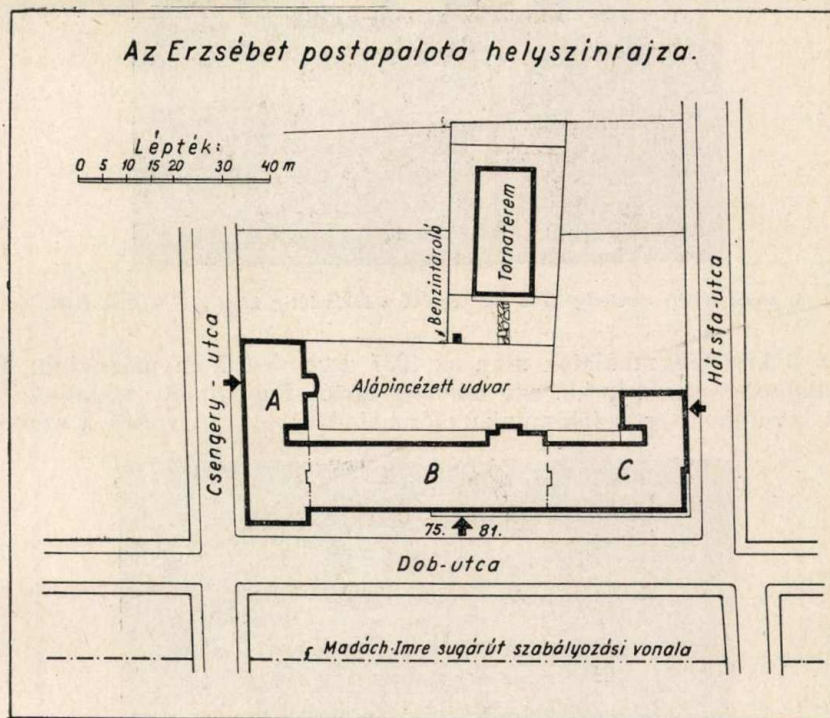 Az Erzsébet postapalota helyszinrajza.
Lépték:
0 5 10 15 20 30 40 m
Benzintároló
Tornaterem
Csengery - utca
Hársfa-utca
A
Alápincézett udvar
B
C
75. 81.
Dob-utca
Madách-Imre sugárút szabályozási vonala